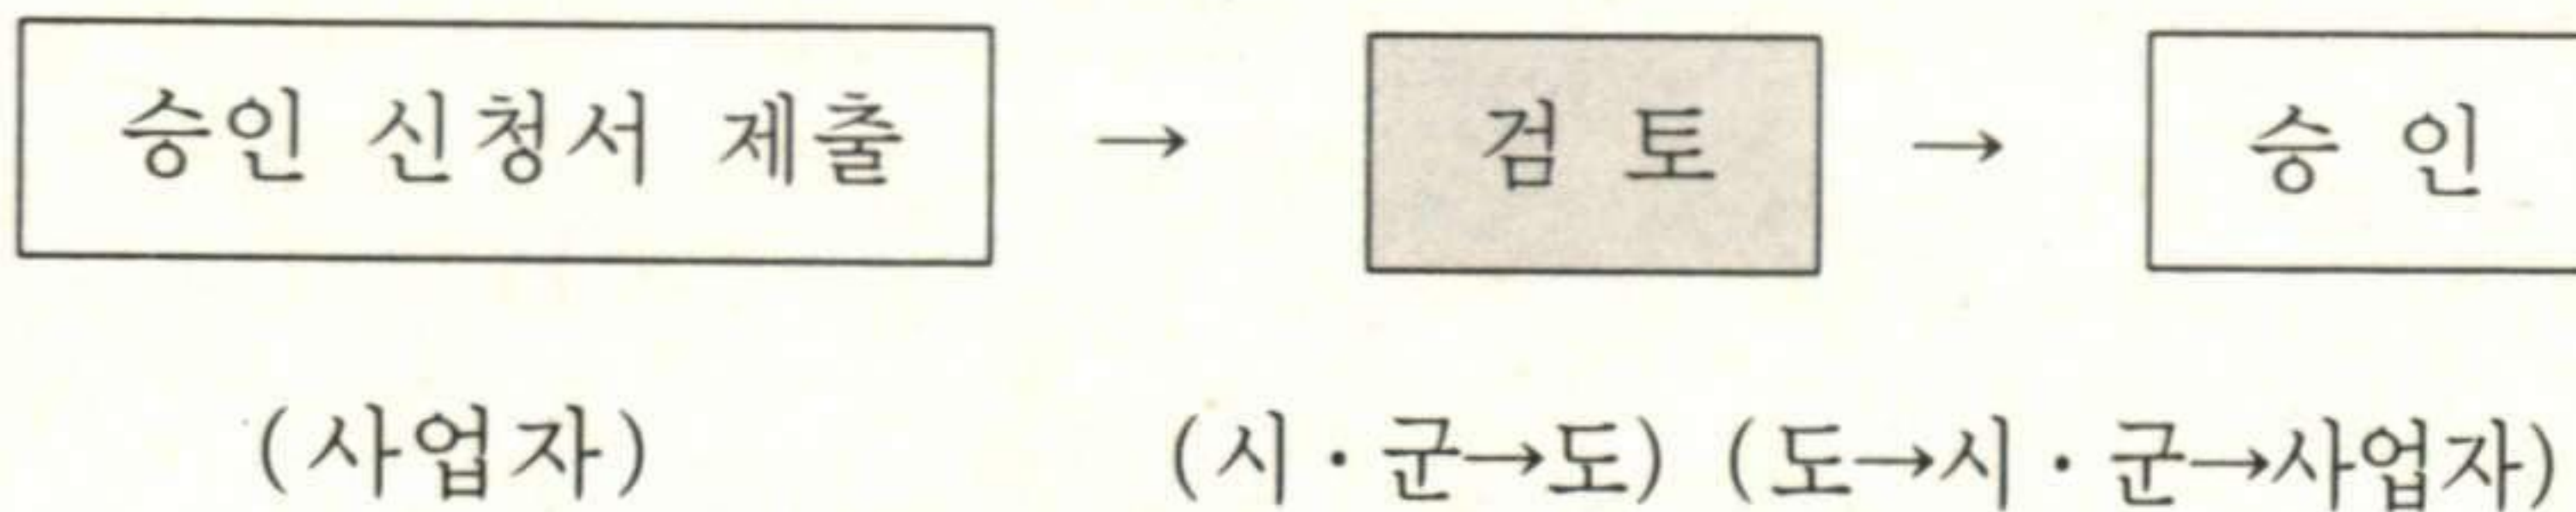 승인 신청서 제출 → 검 토 → 승 인
(사업자) (시·군→도) (도→시·군→사업자)